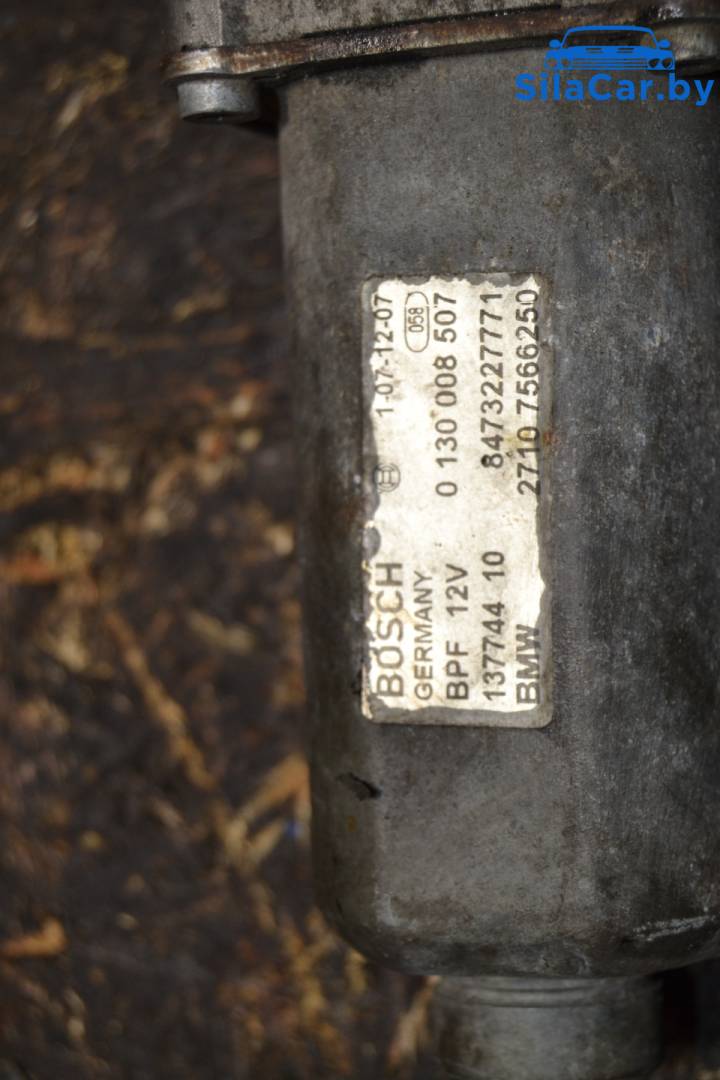 SilaCar.by
BOSCH 1-07-12-07
GERMANY 058
BPF 12V 0 130 008 507
137744 10 8473227771
BMW 2710 7566250